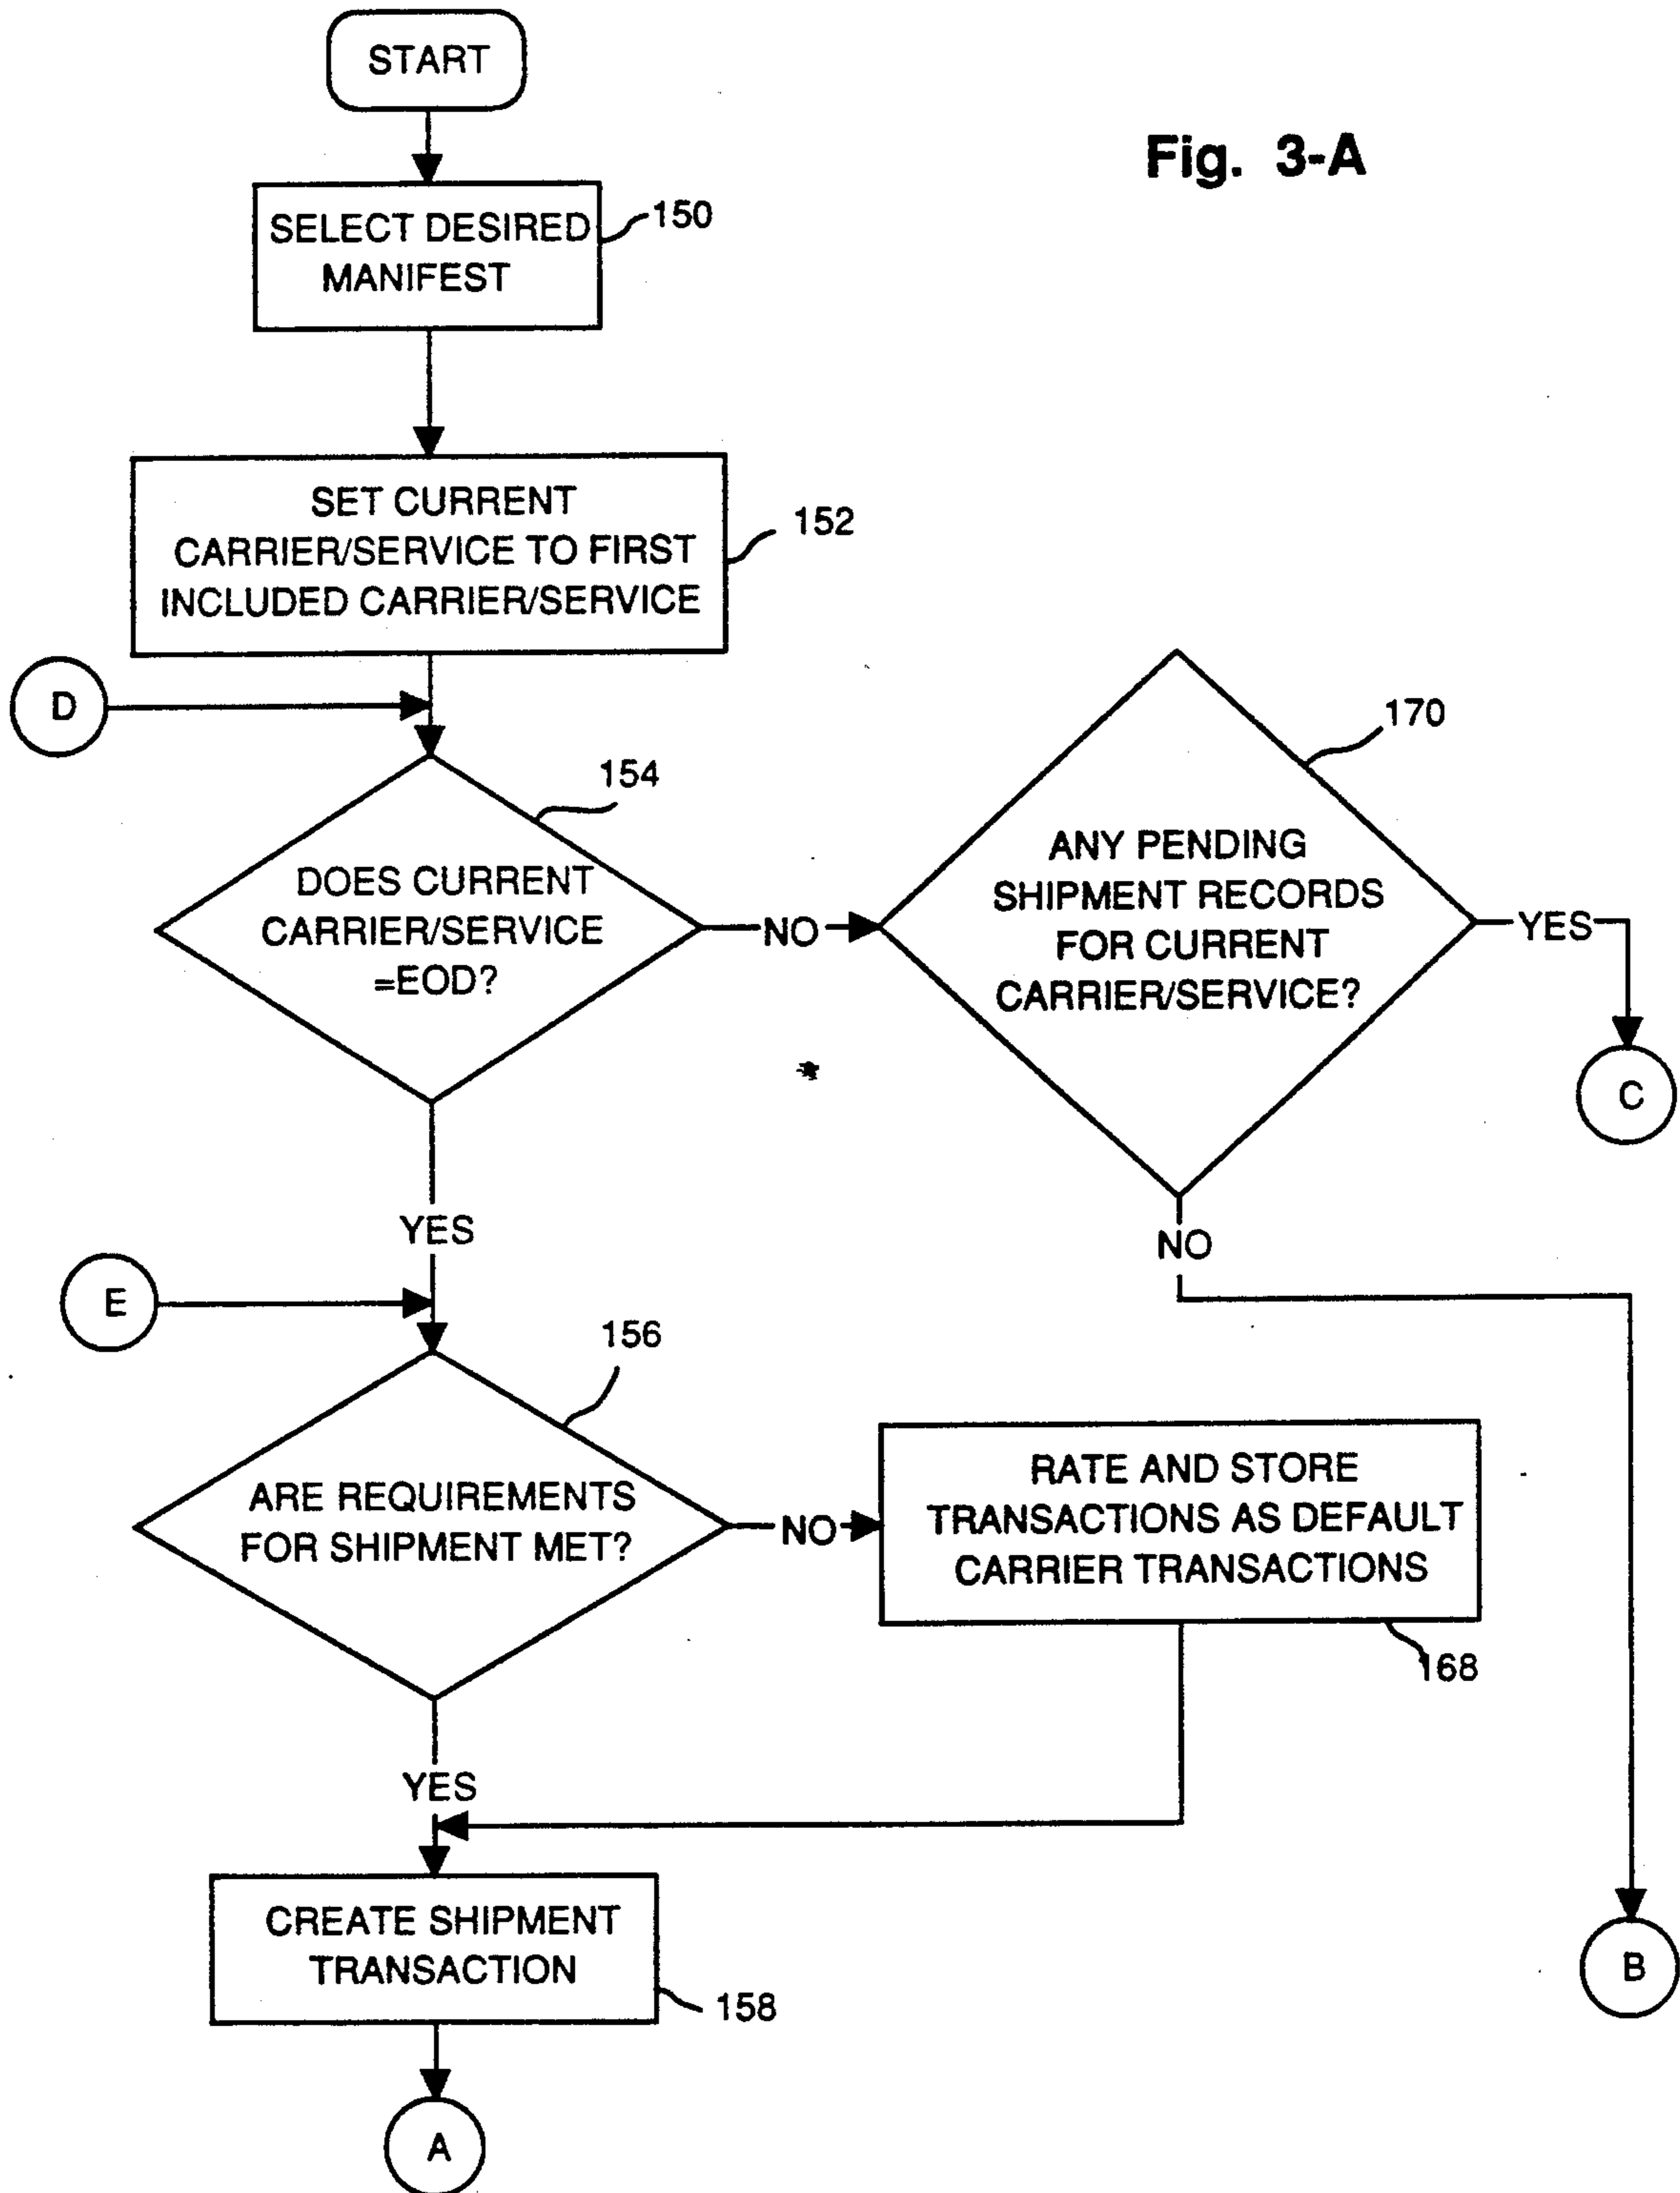 START
Fig. 3-A
SELECT DESIRED
MANIFEST
150
SET CURRENT
CARRIER/SERVICE TO FIRST
INCLUDED CARRIER/SERVICE
152
D
154
DOES CURRENT
CARRIER/SERVICE
=EOD?
NO
170
ANY PENDING
SHIPMENT RECORDS
FOR CURRENT
CARRIER/SERVICE?
YES
C
YES
NO
E
156
ARE REQUIREMENTS
FOR SHIPMENT MET?
NO
RATE AND STORE
TRANSACTIONS AS DEFAULT
CARRIER TRANSACTIONS
168
YES
CREATE SHIPMENT
TRANSACTION
158
B
A